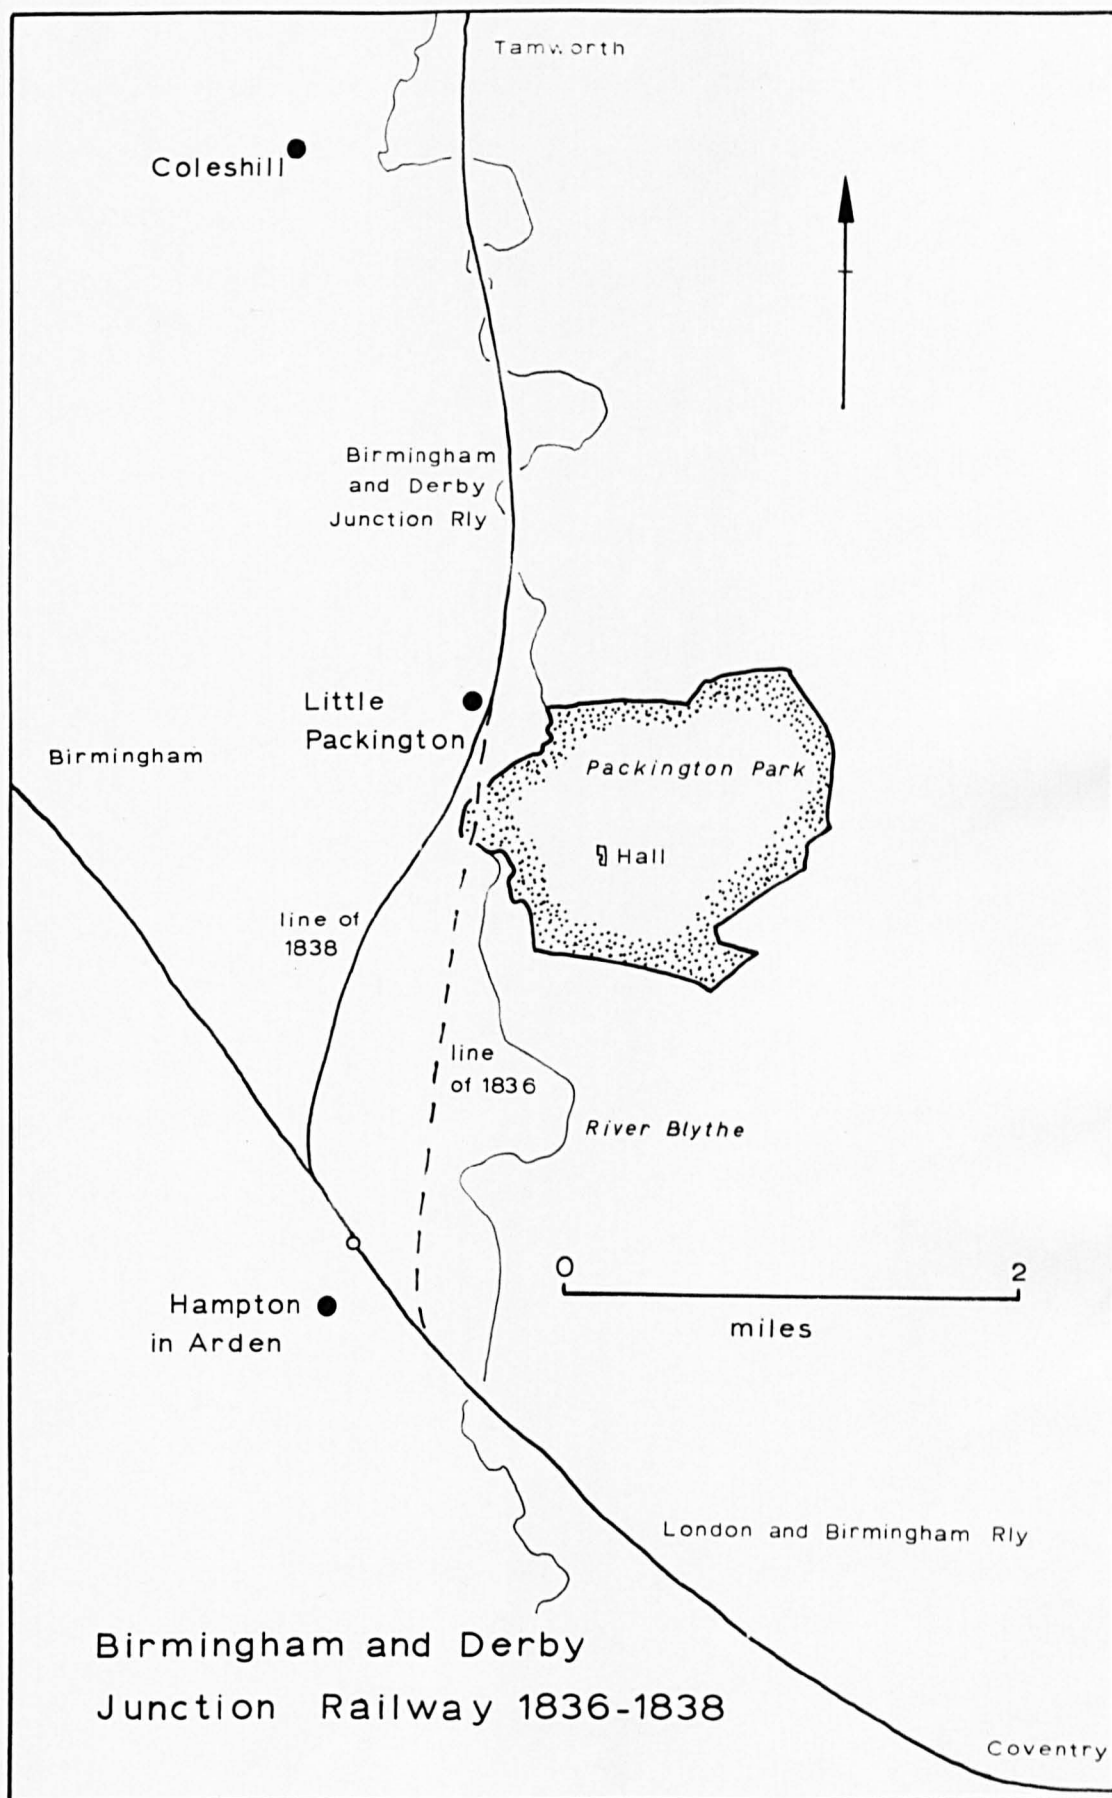 Tamworth
Coleshill
Birmingham
and Derby
Junction Rly
Little
Packington
Birmingham
Packington Park
Hall
line of
1838
line
of 1836
River Blythe
0 2
miles
Hampton
in Arden
London and Birmingham Rly
Birmingham and Derby
Junction Railway 1836-1838
Coventry